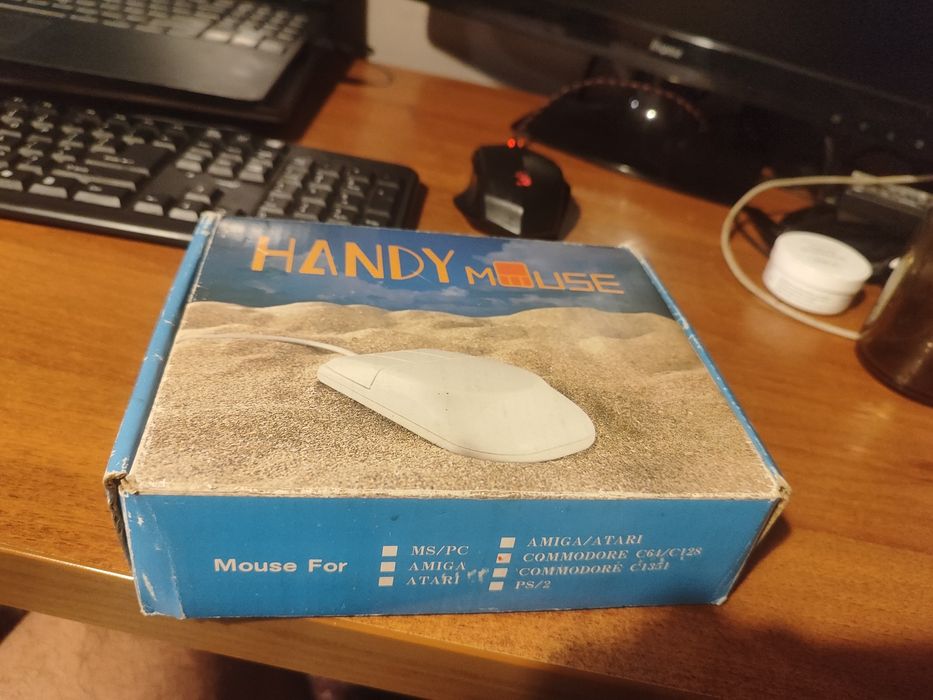 HANDY MOUSE
Mouse For
MS/PC
AMIGA
ATARI
AMIGA/ATARI
COMMODORE C64/C128
COMMODORE C1351
PS/2